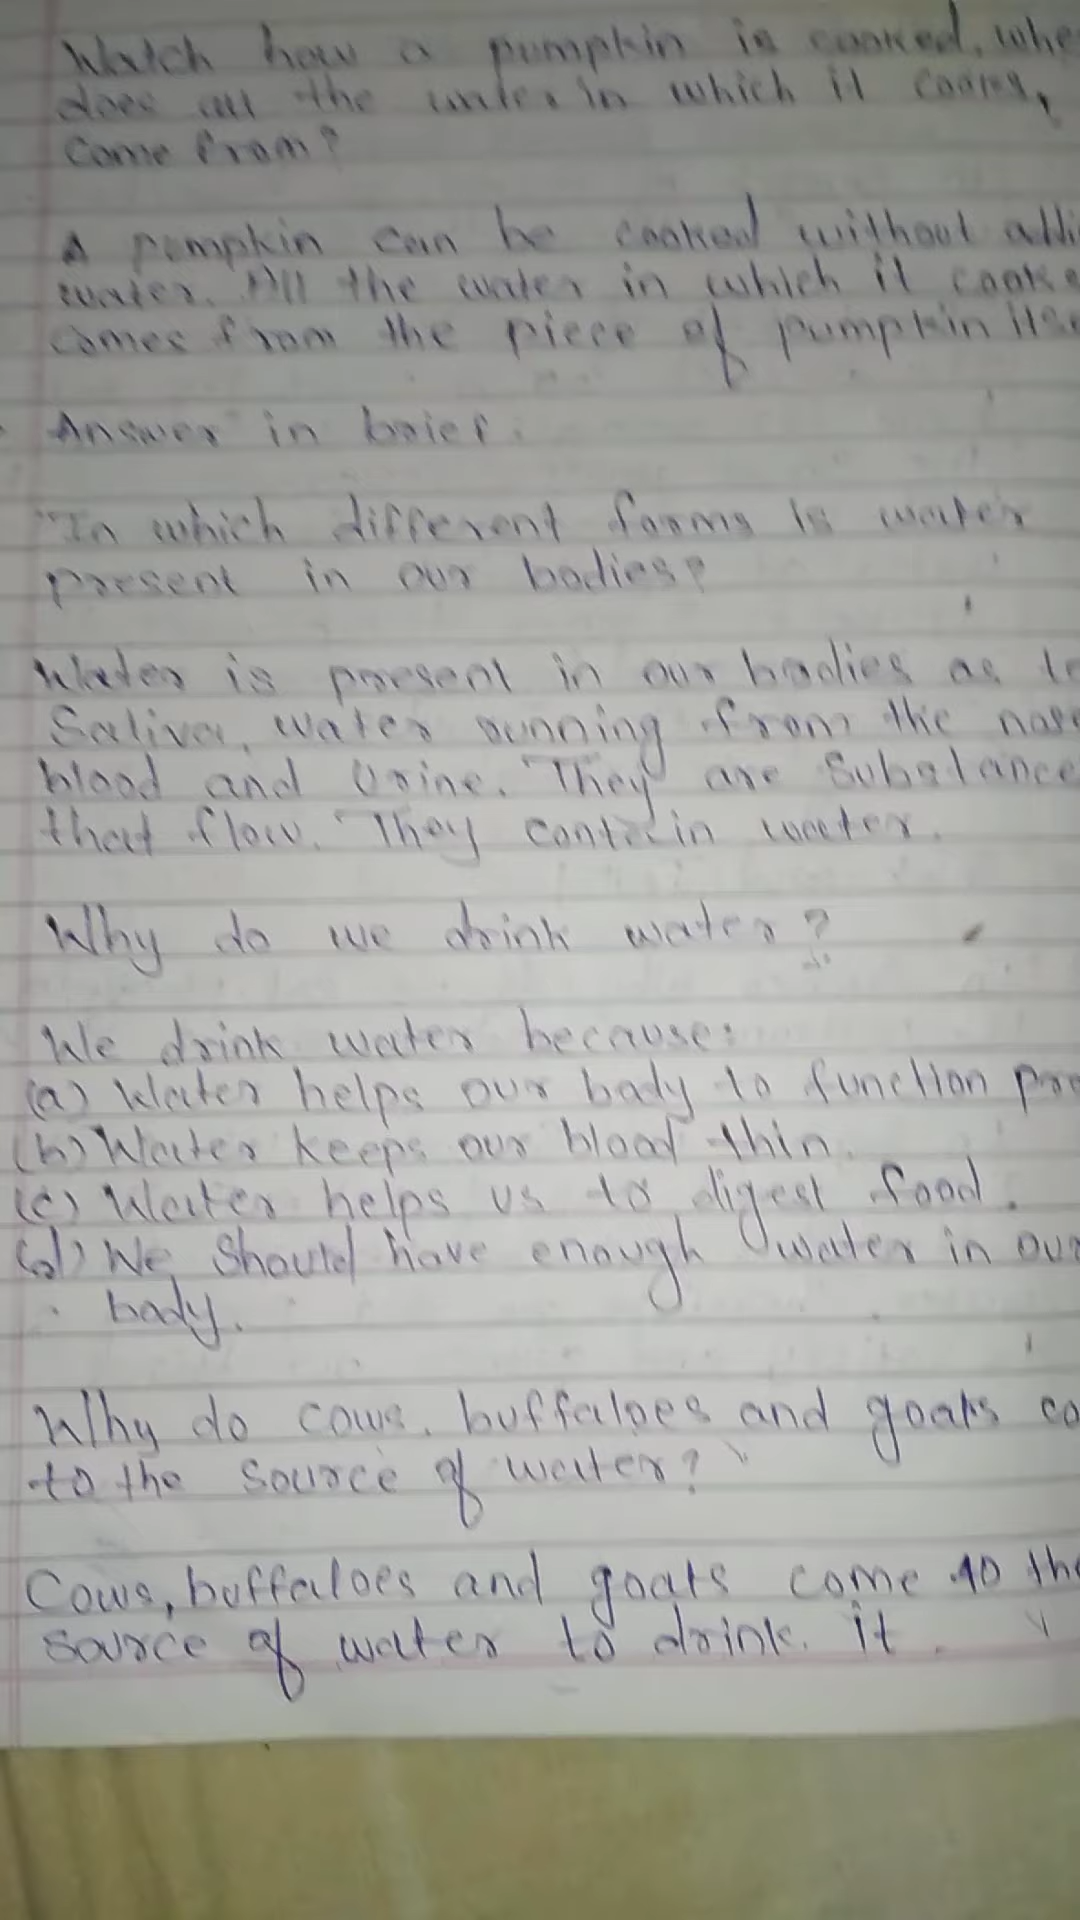 Watch how a pumpkin is cooked. whe
does all the water in which it cooks,
come from?
A pumpkin can be cooked without addi
water. All the water in which it cooks
comes from the piece of pumpkin itse
Answer in brief.
In which different forms is water
present in our bodies?
Water is present in our bodies as te
Saliva, water running from the nose
blood and Urine. They are Substance
that flow. They contain water.
Why do we drink water?
We drink water because:
(a) Water helps our body to function pro
(b) Water keeps our blood thin.
(c) Water helps us to digest food.
(d) We Should have enough water in our
body.
Why do cows, buffaloes and goats co
to the source of water?
Cows, buffaloes and goats come to the
source of water to drink it.